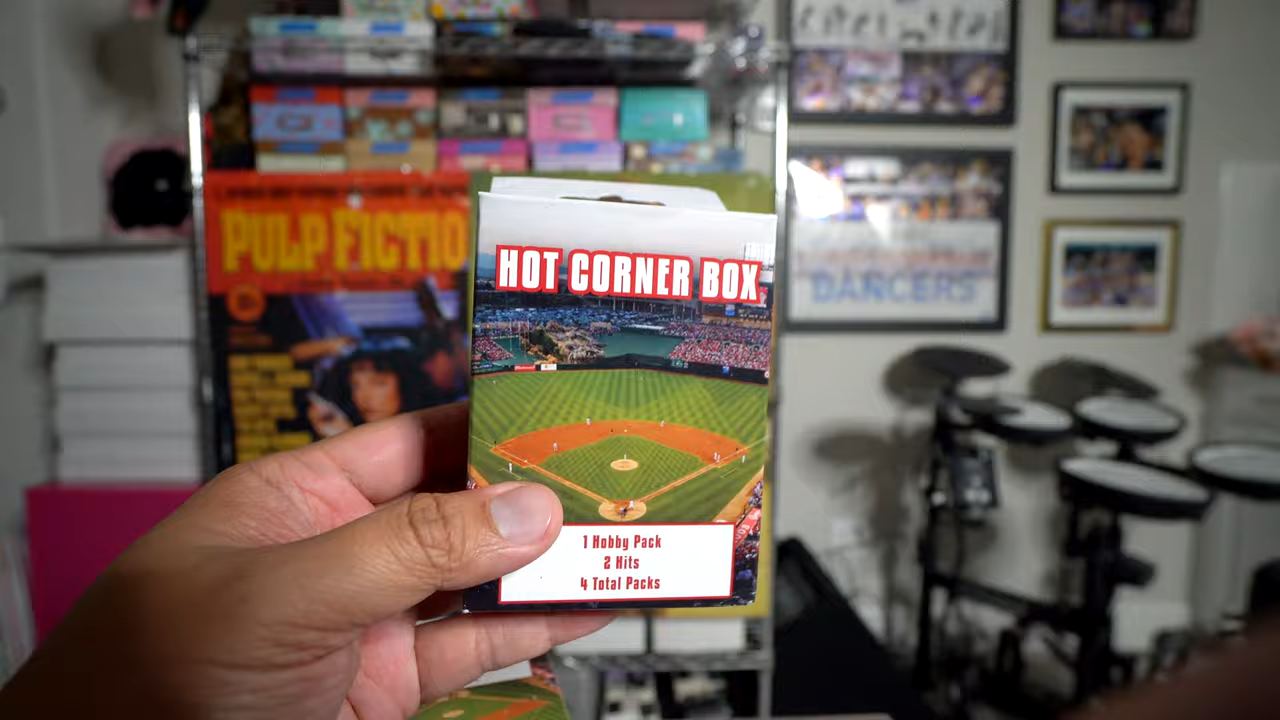 PULP FICTIO
HOT CORNER BOX
DANCERS
1 Hobby Pack
2 Hits
4 Total Packs